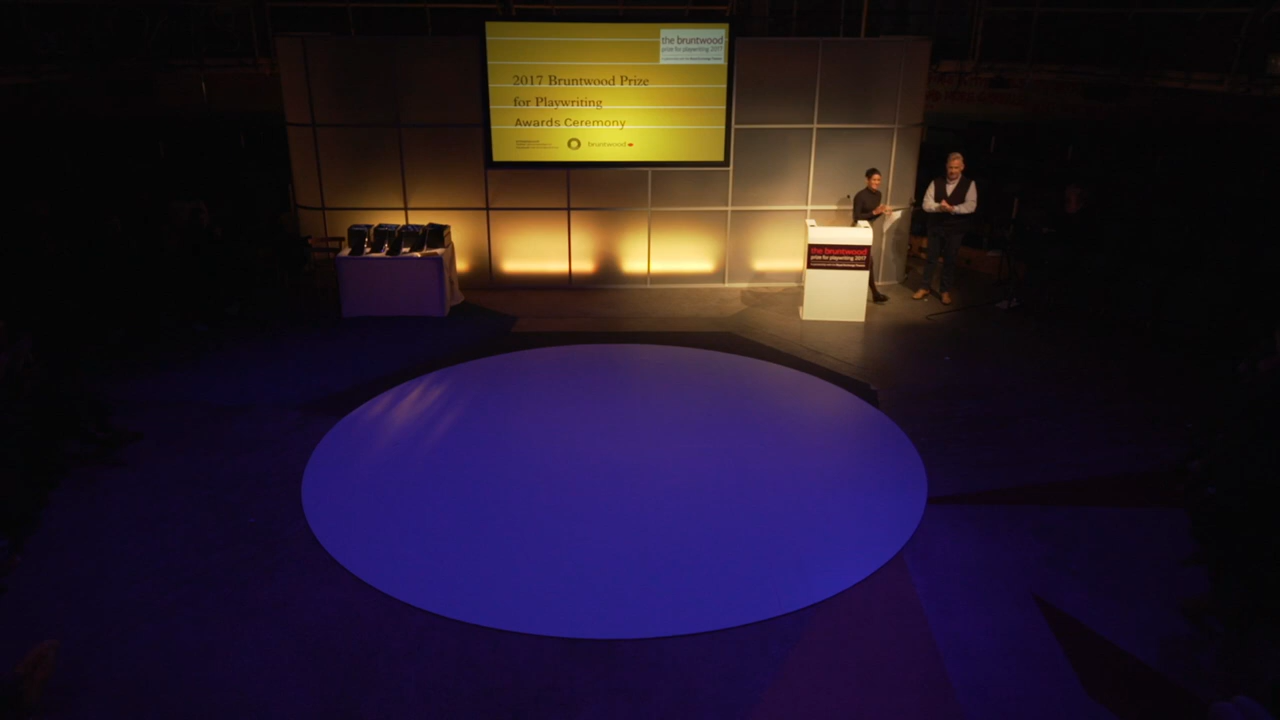 the bruntwood
prize for playwriting 2017
2017 Bruntwood Prize
for Playwriting
Awards Ceremony
bruntwood
the bruntwood
prize for playwriting 2017